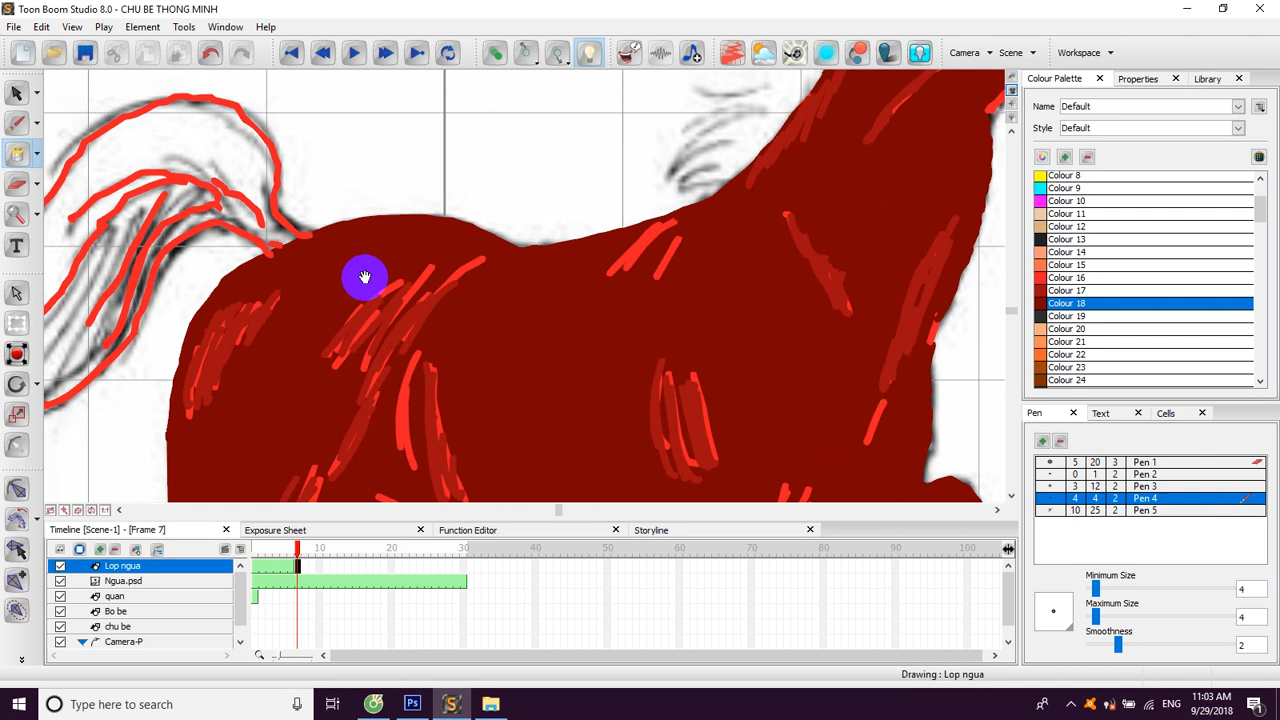 Toon Boom Studio 8.0 - CHU BE THONG MINH
File Edit View Play Element Tools Window Help
Camera Scene Workspace
Colour Palette Properties Library
Name Default
Style Default
Colour 8
Colour 9
Colour 10
Colour 11
Colour 12
Colour 13
Colour 14
Colour 15
Colour 16
Colour 17
Colour 18
Colour 19
Colour 20
Colour 21
Colour 22
Colour 23
Colour 24
Pen Text Cells
5 20 3 Pen 1
0 1 2 Pen 2
3 12 2 Pen 3
4 4 2 Pen 4
10 25 2 Pen 5
Minimum Size
4
Maximum Size
4
Smoothness
2
1:1
Timeline [Scene-1] - [Frame 7] Exposure Sheet Function Editor Storyline
10 20 30 40 50 60 70 80 90 100
Lop ngua
Ngua.psd
quan
Bo be
chu be
Camera-P
Drawing : Lop ngua
Type here to search
Ps
ENG
11:03 AM
9/29/2018
1